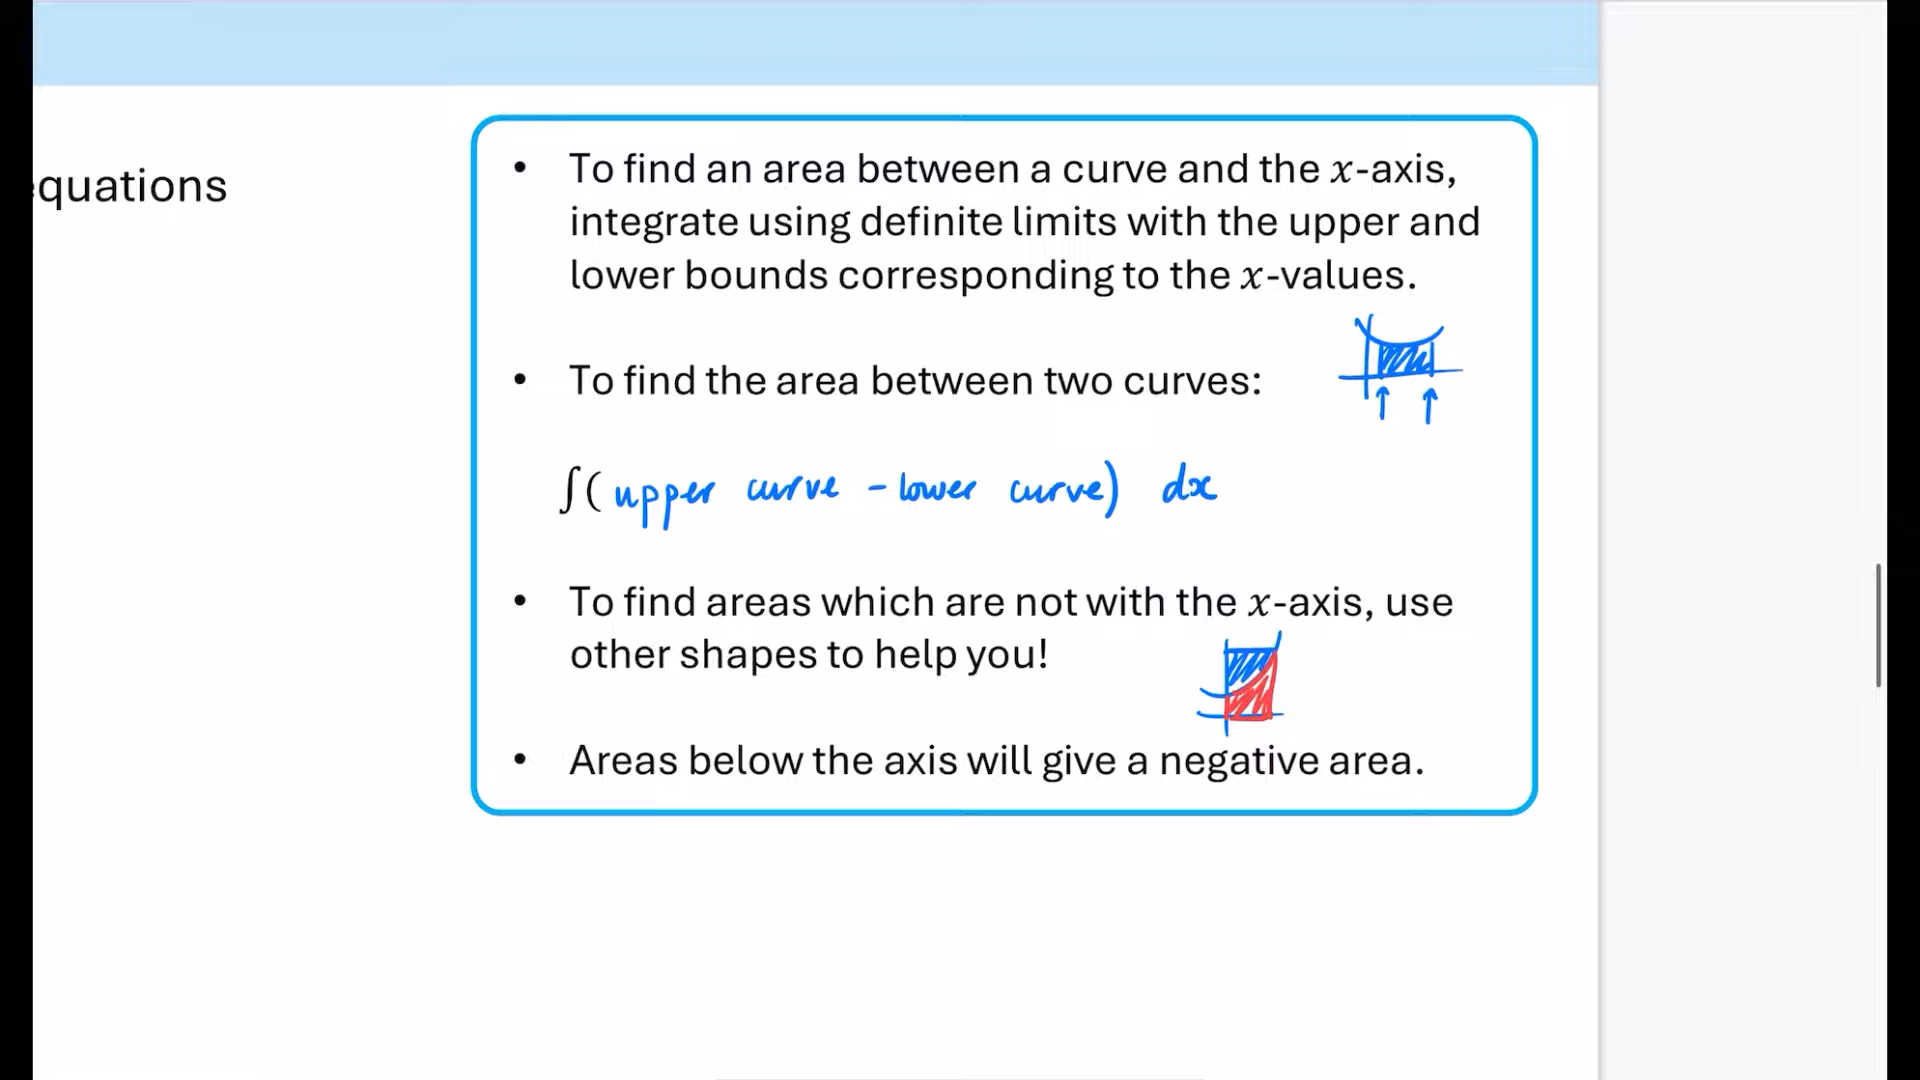 equations
• To find an area between a curve and the x-axis,
integrate using definite limits with the upper and
lower bounds corresponding to the x-values.
• To find the area between two curves:
∫( upper curve - lower curve) dx
• To find areas which are not with the x-axis, use
other shapes to help you!
• Areas below the axis will give a negative area.